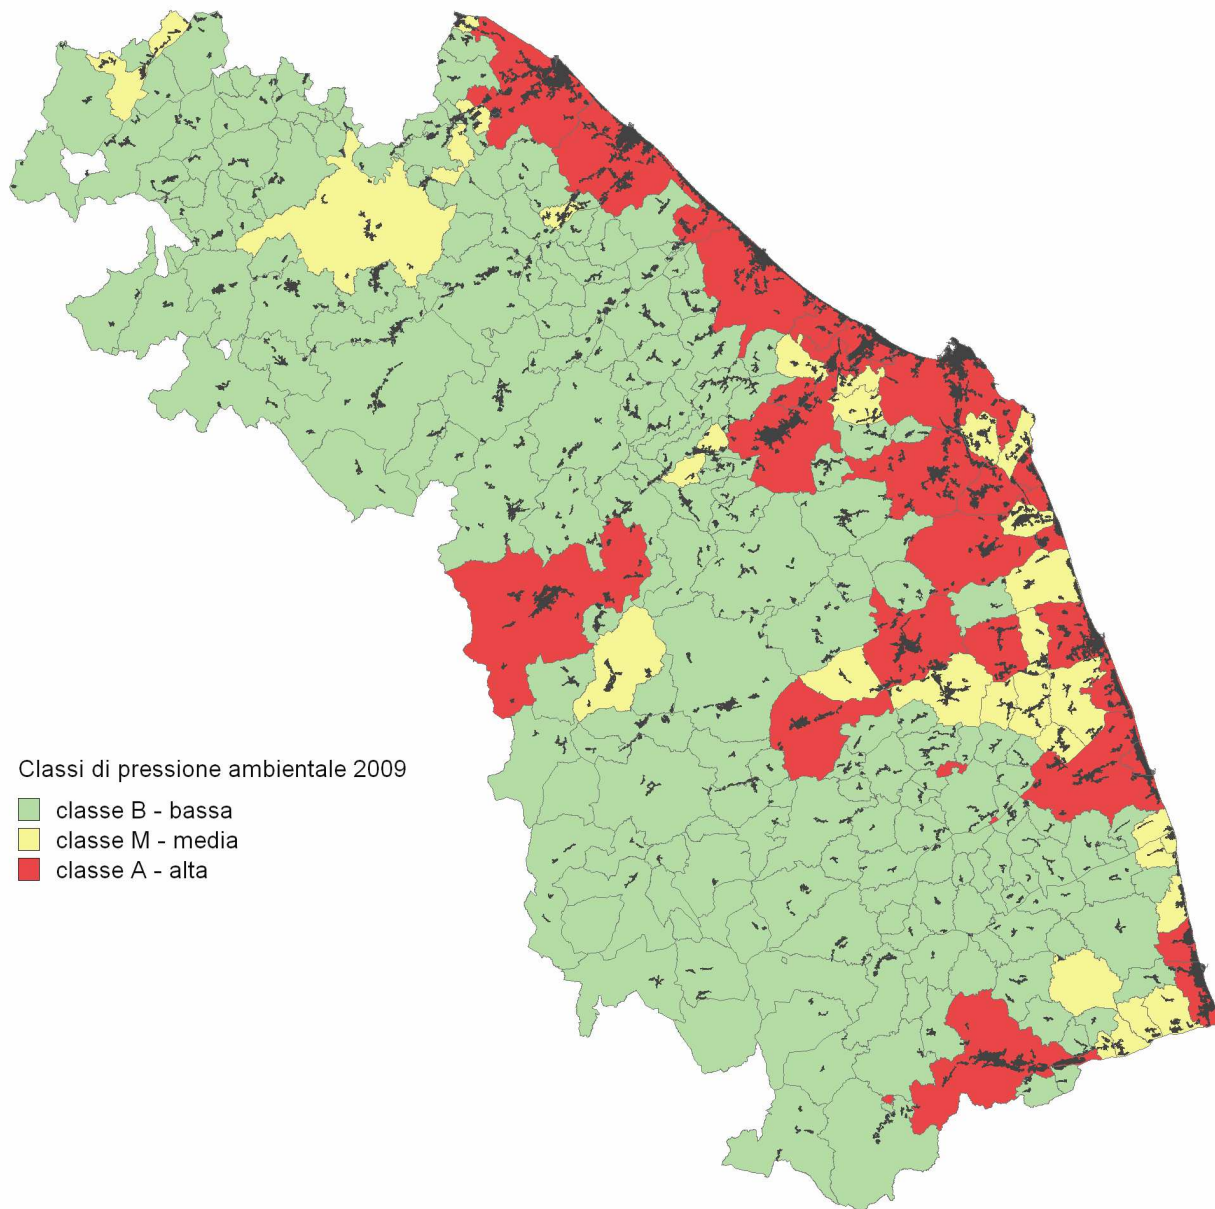 Classi di pressione ambientale 2009
classe B - bassa
classe M - media
classe A - alta